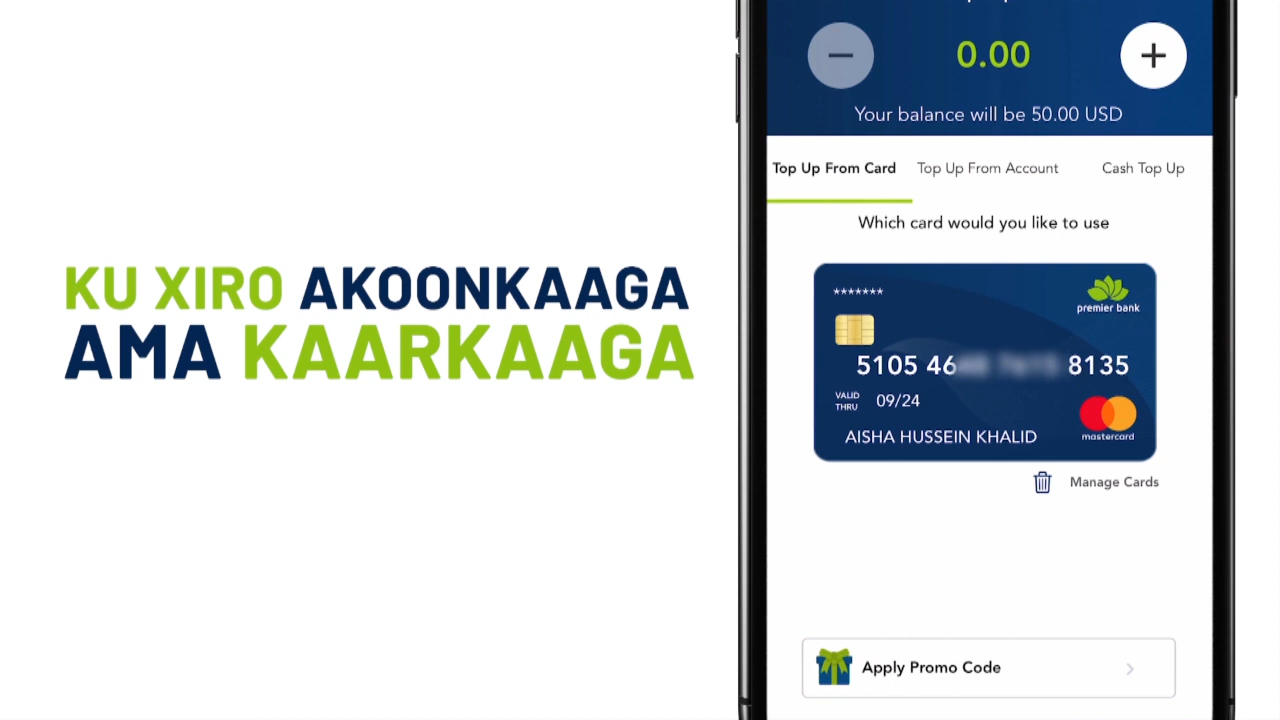 KU XIRO AKOONKAAGA
AMA KAARKAAGA
0.00
Your balance will be 50.00 USD
Top Up From Card
Top Up From Account
Cash Top Up
Which card would you like to use
*******
premier bank
5105 46 8135
VALID
THRU
09/24
AISHA HUSSEIN KHALID
mastercard
Manage Cards
Apply Promo Code